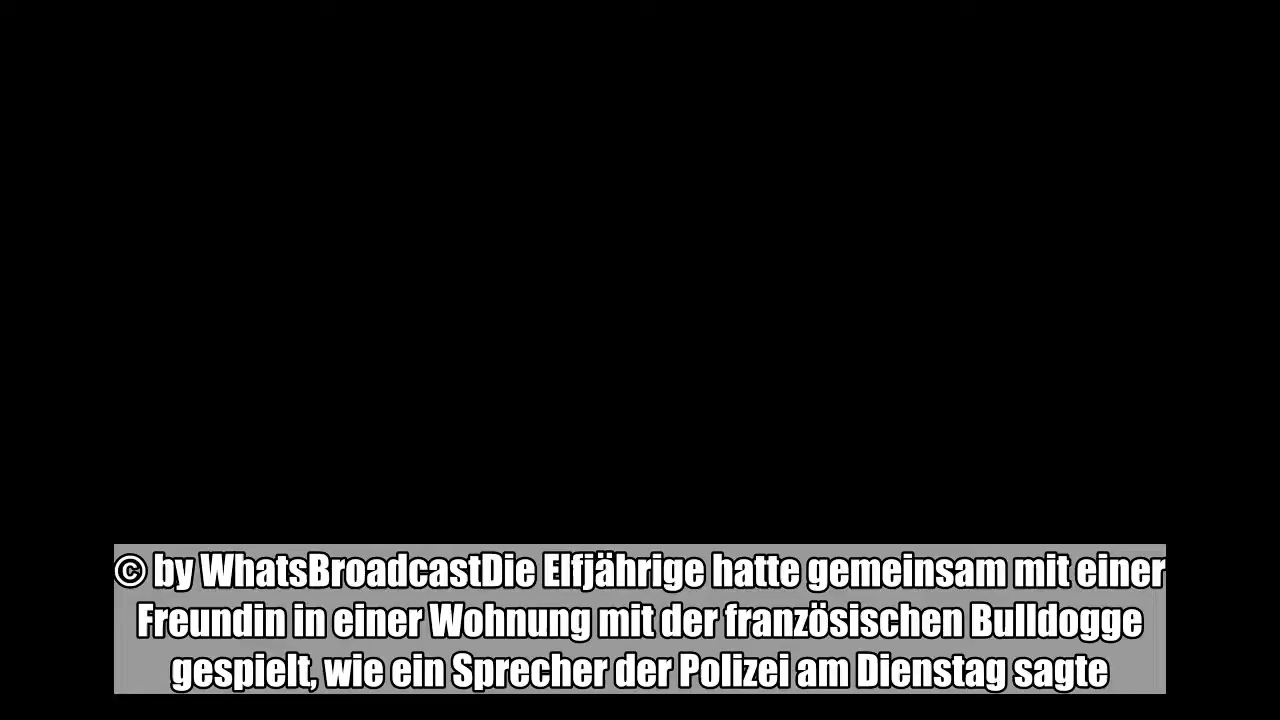 © by WhatsBroadcastDie Elfjährige hatte gemeinsam mit einer
Freundin in einer Wohnung mit der französischen Bulldogge
gespielt, wie ein Sprecher der Polizei am Dienstag sagte